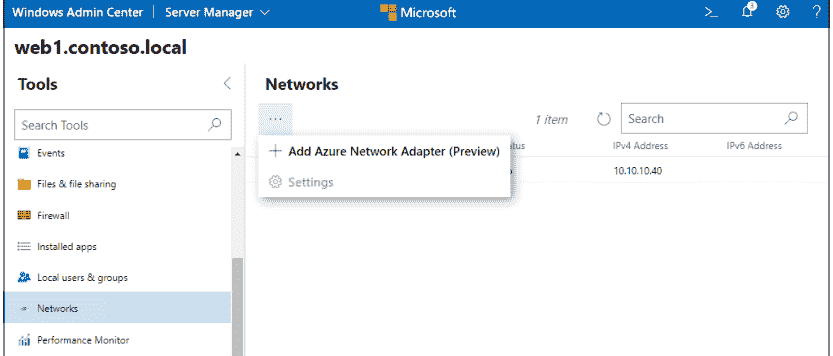 Windows Admin Center Server Manager Microsoft 3 ?
web1.contoso.local
Tools
Search Tools
Events
Files & file sharing
Firewall
Installed apps
Local users & groups
Networks
Performance Monitor
Networks
... 1 item Search
Add Azure Network Adapter (Preview)
Settings
IPv4 Address IPv6 Address
10.10.10.40